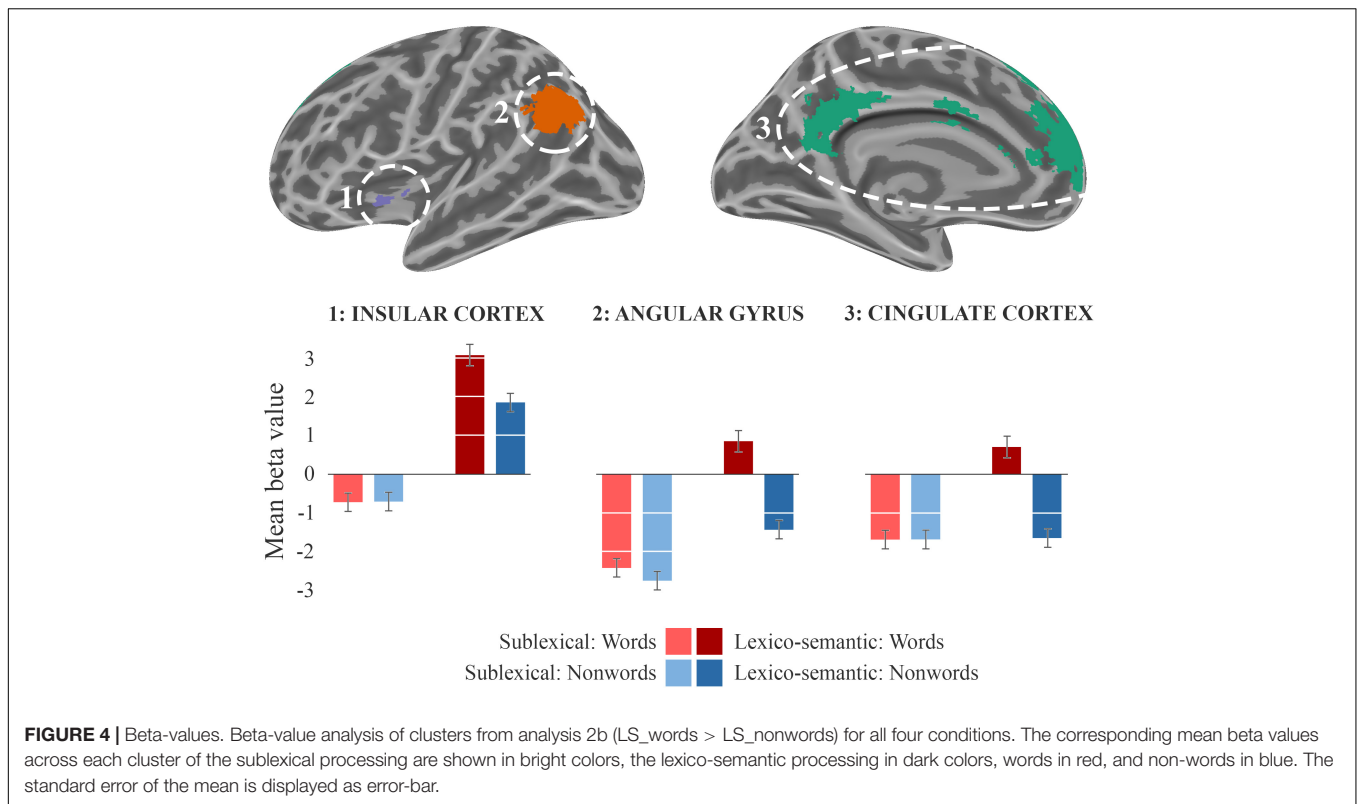 1
2
3
1: INSULAR CORTEX
2: ANGULAR GYRUS
3: CINGULATE CORTEX
Mean beta value
3
2
1
0
-1
-2
-3
Sublexical: Words
Lexico-semantic: Words
Sublexical: Nonwords
Lexico-semantic: Nonwords
FIGURE 4 | Beta-values. Beta-value analysis of clusters from analysis 2b (LS_words > LS_nonwords) for all four conditions. The corresponding mean beta values
across each cluster of the sublexical processing are shown in bright colors, the lexico-semantic processing in dark colors, words in red, and non-words in blue. The
standard error of the mean is displayed as error-bar.